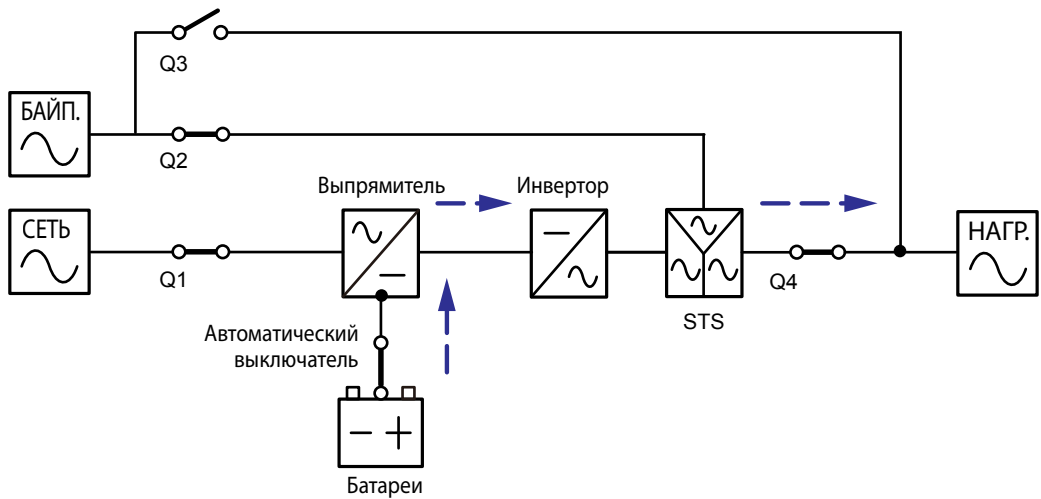 Q3
БАЙП.
Q2
Выпрямитель
Инвертор
СЕТЬ
НАГР.
Q1
Q4
STS
Автоматический
выключатель
Батареи